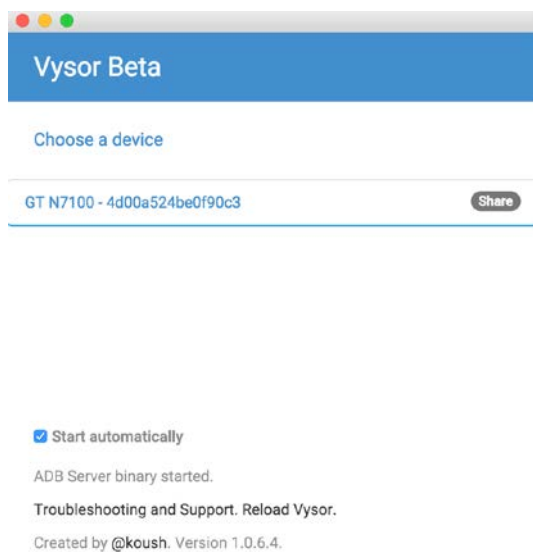 Vysor Beta
Choose a device
GT N7100 - 4d00a524be0f90c3 Share
Start automatically
ADB Server binary started.
Troubleshooting and Support. Reload Vysor.
Created by @koush. Version 1.0.6.4.